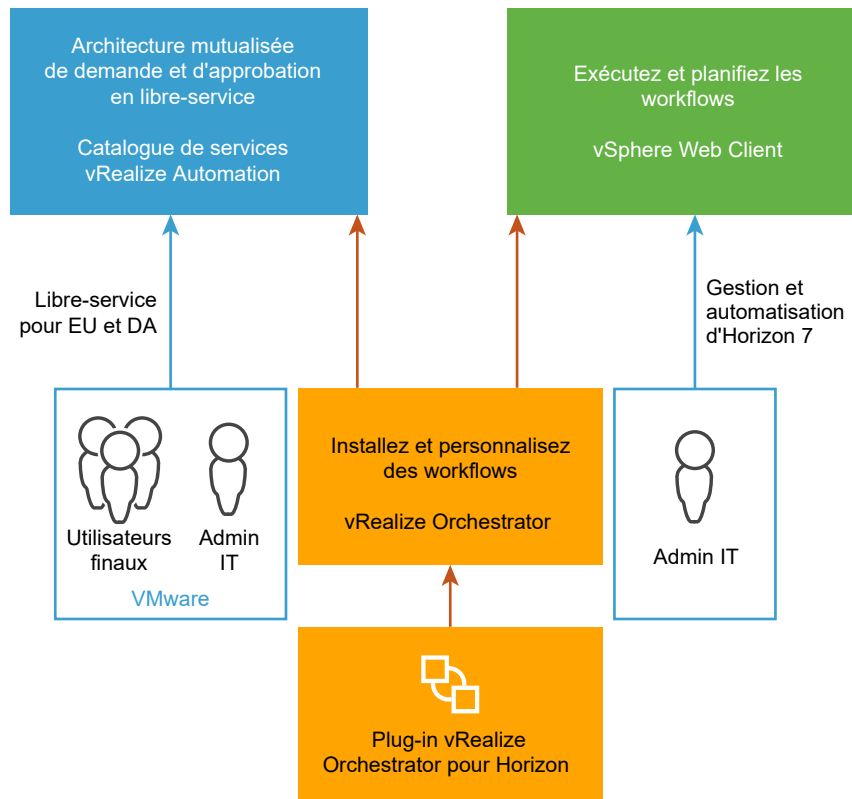 Architecture mutualisée
de demande et d'approbation
en libre-service
Catalogue de services
vRealize Automation
Exécutez et planifiez les
workflows
vSphere Web Client
Libre-service
pour EU et DA
Gestion et
automatisation
d'Horizon 7
Utilisateurs
finaux
Admin
IT
VMware
Installez et personnalisez
des workflows
vRealize Orchestrator
Admin IT
Plug-in vRealize
Orchestrator pour Horizon